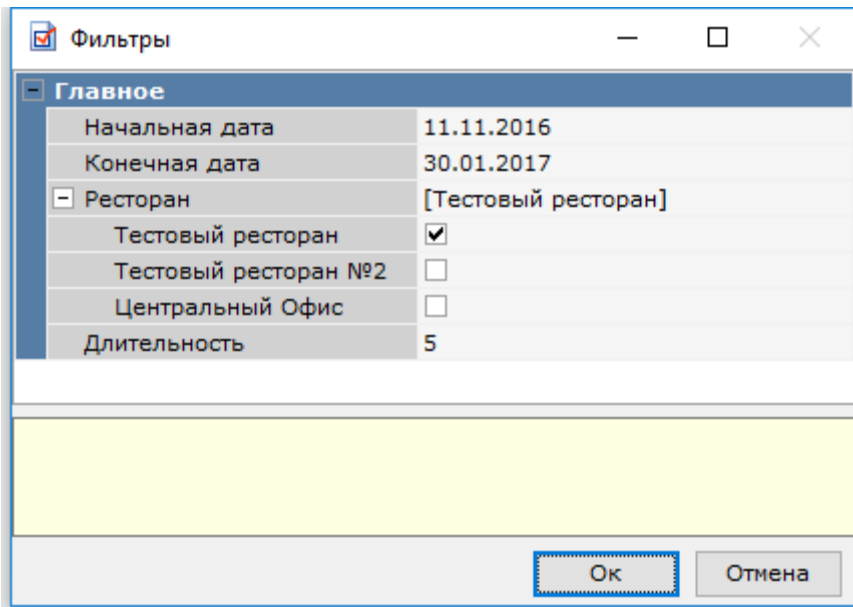 Фильтры
Главное
Начальная дата 11.11.2016
Конечная дата 30.01.2017
Ресторан [Тестовый ресторан]
Тестовый ресторан
Тестовый ресторан №2
Центральный Офис
Длительность 5
Ок Отмена